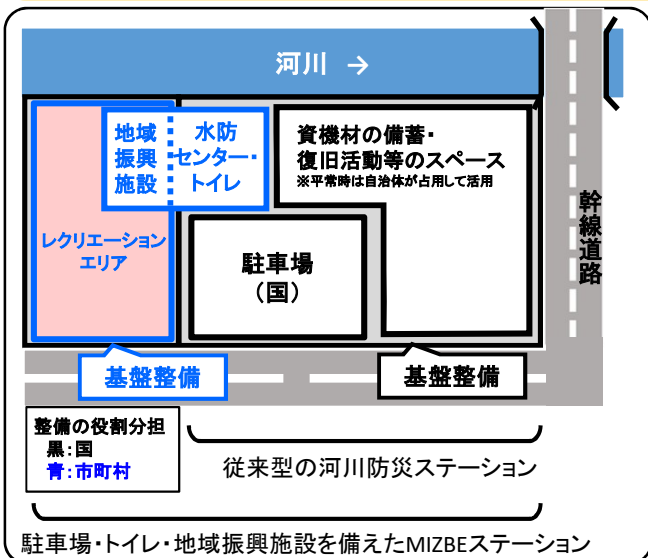 河川 →
地域
振興
施設
水防
センター・
トイレ
資機材の備蓄・
復旧活動等のスペース
※平常時は自治体が占用して活用
幹線道路
レクリエーション
エリア
駐車場
(国)
基盤整備
基盤整備
整備の役割分担
黒:国
青:市町村
従来型の河川防災ステーション
駐車場・トイレ・地域振興施設を備えたMIZBEステーション